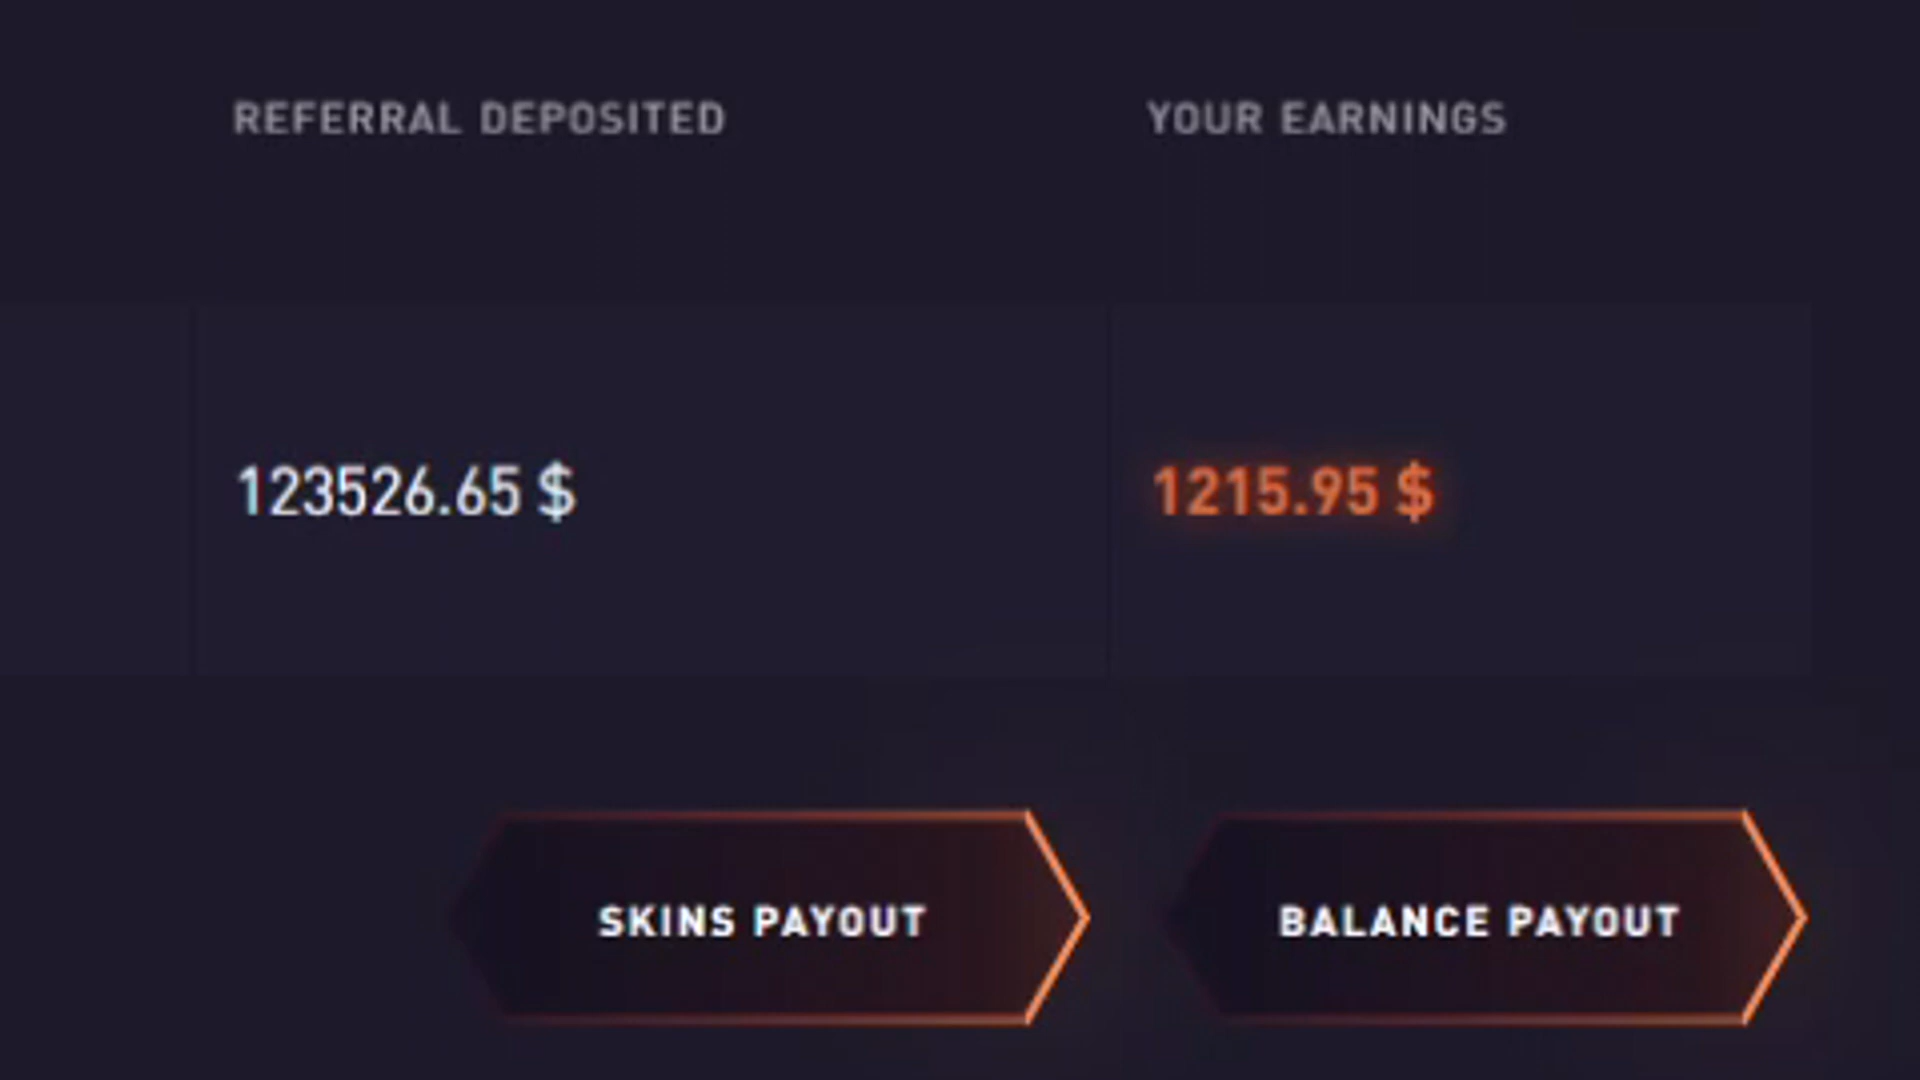 REFERRAL DEPOSITED
YOUR EARNINGS
123526.65 $
1215.95 $
SKINS PAYOUT
BALANCE PAYOUT